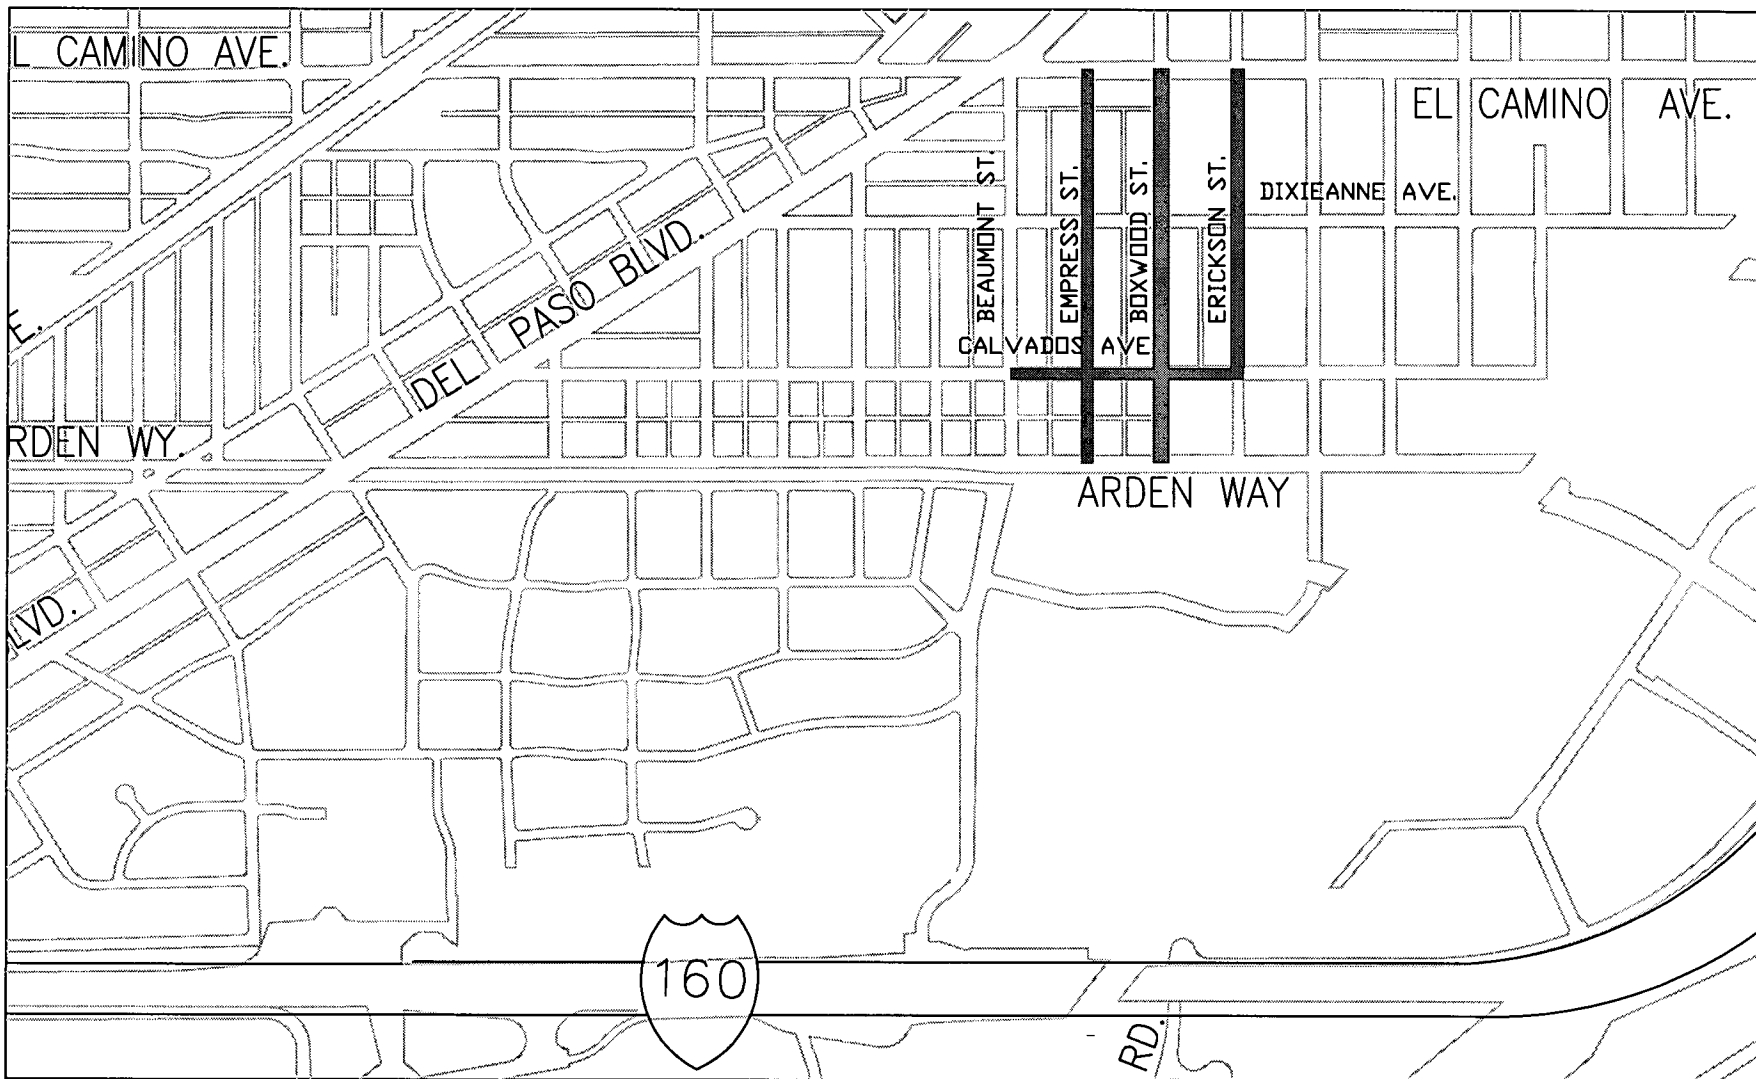 L CAMINO AVE.
EL CAMINO AVE.
BEAUMONT ST.
EMPRESS ST.
BOXWOOD ST.
ERICKSON ST.
DIXIEANNE AVE.
DEL PASO BLVD.
E.
CALVADOS AVE
RDEN WY.
ARDEN WAY
LVD.
160
RD.